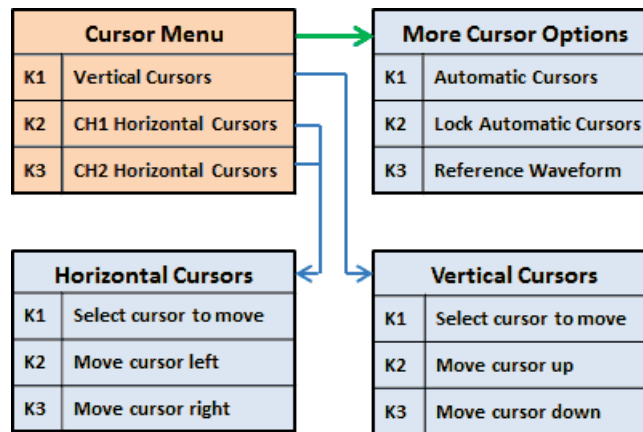 Cursor Menu
K1 Vertical Cursors
K2 CH1 Horizontal Cursors
K3 CH2 Horizontal Cursors
More Cursor Options
K1 Automatic Cursors
K2 Lock Automatic Cursors
K3 Reference Waveform
Horizontal Cursors
K1 Select cursor to move
K2 Move cursor left
K3 Move cursor right
Vertical Cursors
K1 Select cursor to move
K2 Move cursor up
K3 Move cursor down